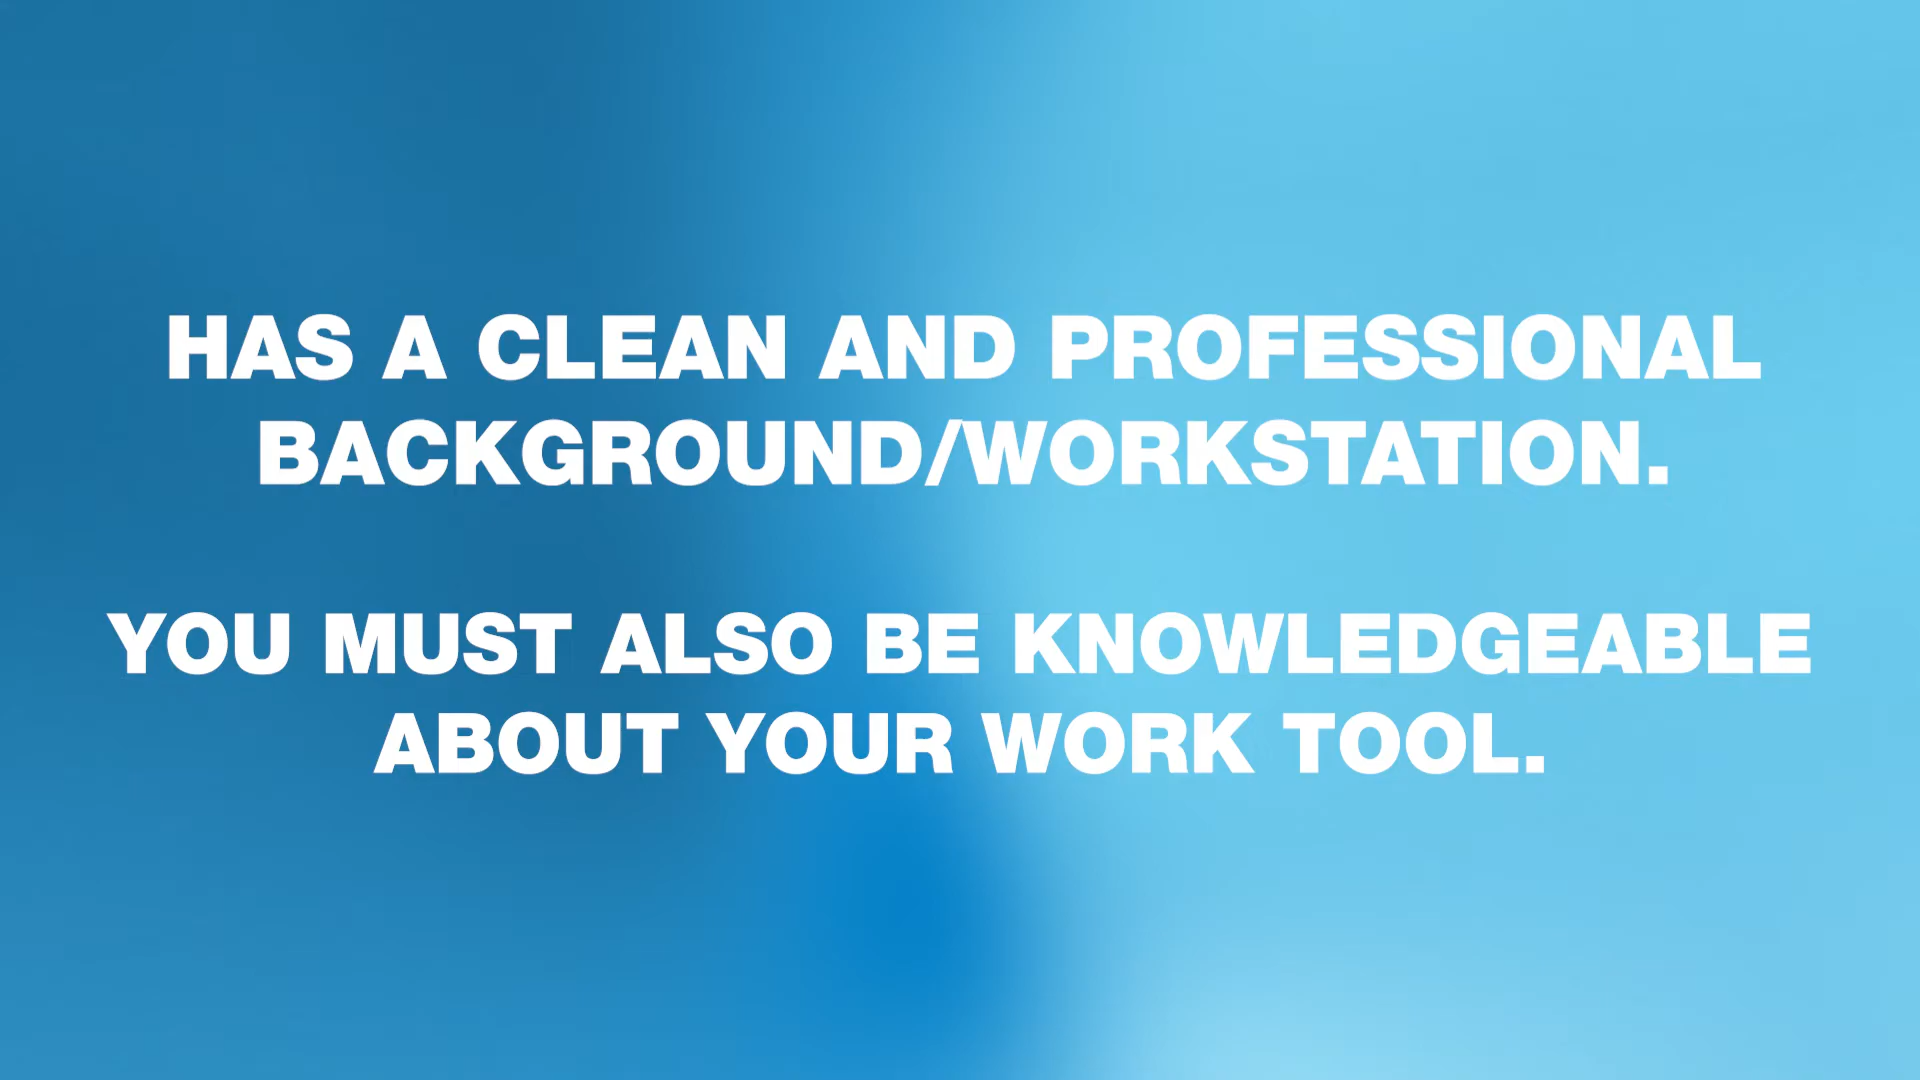 HAS A CLEAN AND PROFESSIONAL
BACKGROUND/WORKSTATION.
YOU MUST ALSO BE KNOWLEDGEABLE
ABOUT YOUR WORK TOOL.